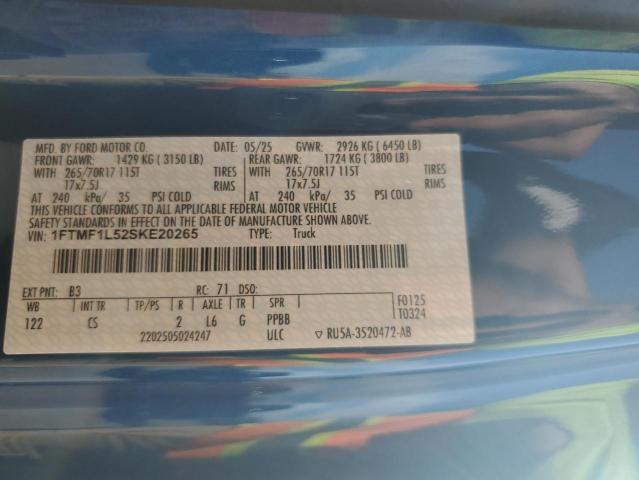 MFD. BY FORD MOTOR CO. DATE: 05/25 GVWR: 2926 KG ( 6450 LB)
FRONT GAWR: 1429 KG ( 3150 LB) REAR GAWR: 1724 KG ( 3800 LB)
WITH 265/70R17 115T TIRES WITH 265/70R17 115T TIRES
17x7.5J RIMS 17x7.5J RIMS
AT 240 kPa/ 35 PSI COLD AT 240 kPa/ 35 PSI COLD
THIS VEHICLE CONFORMS TO ALL APPLICABLE FEDERAL MOTOR VEHICLE
SAFETY STANDARDS IN EFFECT ON THE DATE OF MANUFACTURE SHOWN ABOVE.
VIN: 1FTMF1L52SKE20265 TYPE: Truck
EXT PNT: B3 RC: 71 DSO:
WB INT TR TP/PS R AXLE TR SPR F0125
122 CS 2 L6 G PPBB T0324
2202505024247 ULC ▽ RU5A-3520472-AB